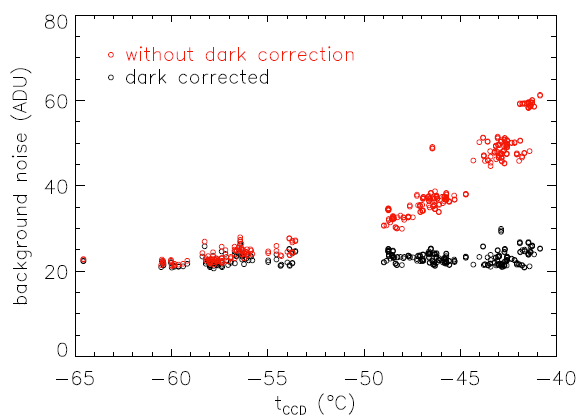 80
60
40
20
0
background noise (ADU)
without dark correction
dark corrected
−65 −60 −55 −50 −45 −40
tCCD (°C)